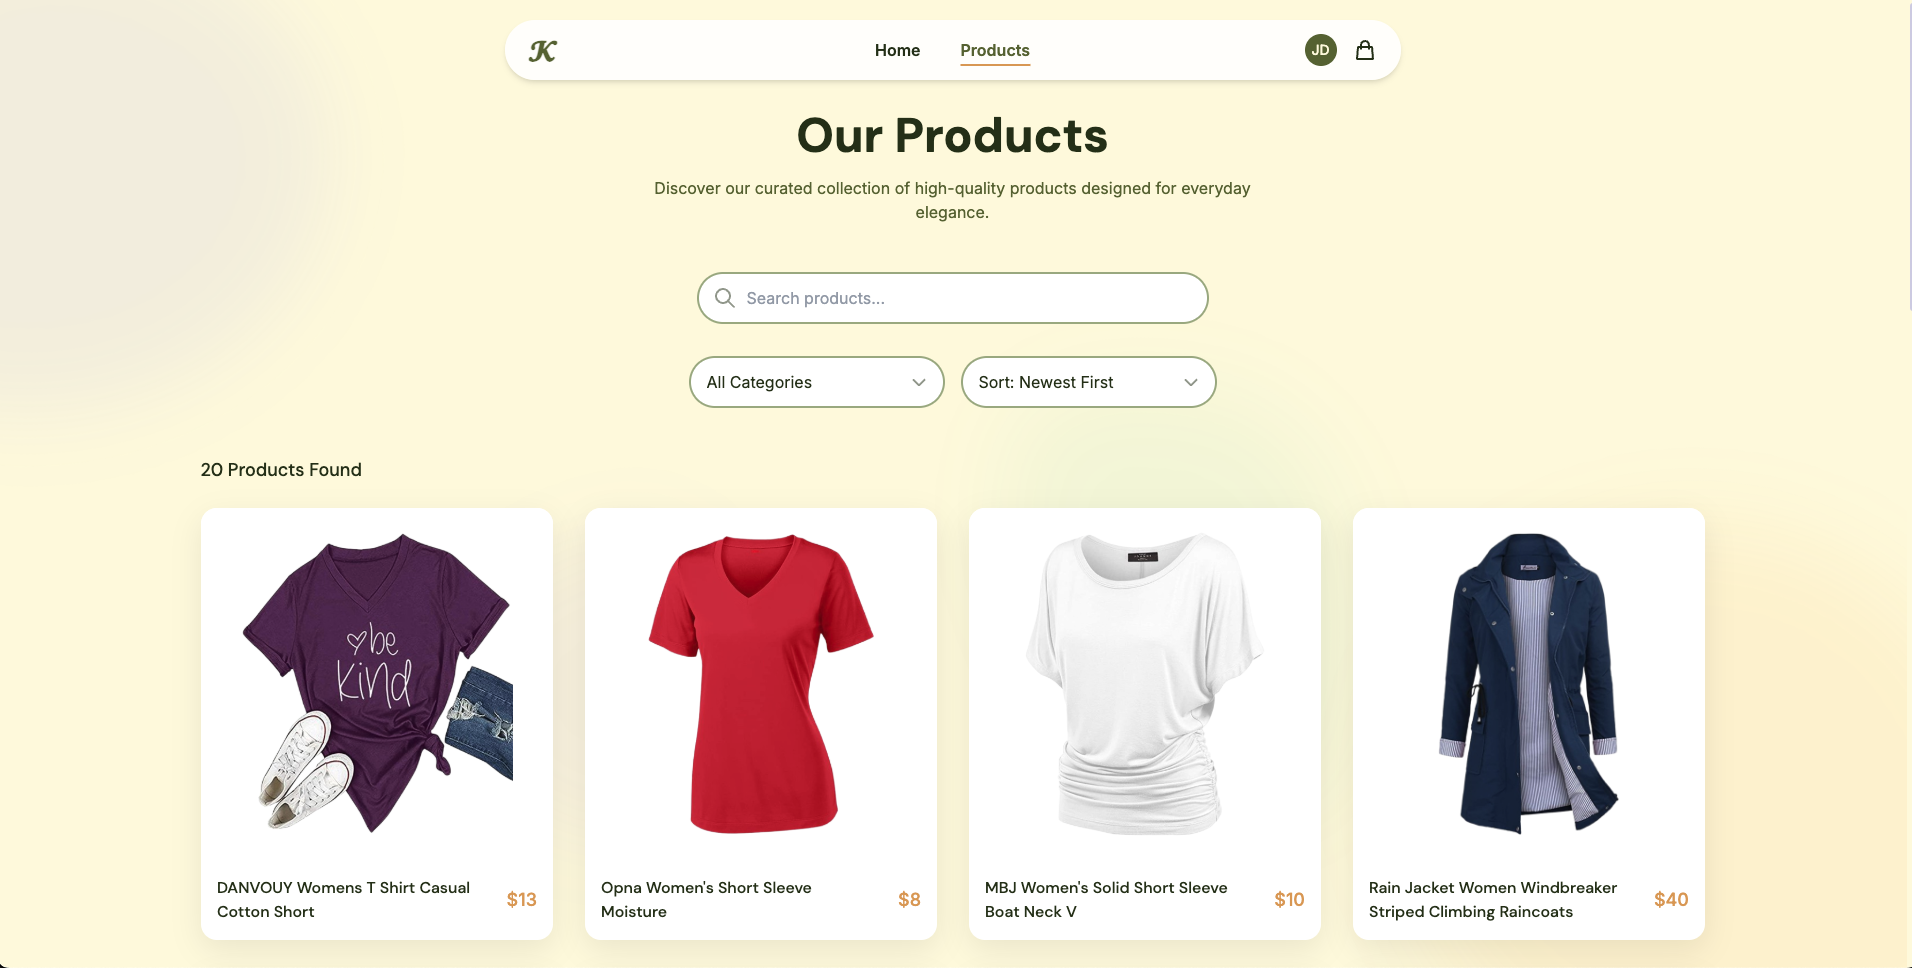 K
Home
Products
JD
Our Products
Discover our curated collection of high-quality products designed for everyday
elegance.
Search products...
All Categories
Sort: Newest First
20 Products Found
be
kind
DANVOUY Womens T Shirt Casual
Cotton Short
$13
Opna Women's Short Sleeve
Moisture
$8
MBJ Women's Solid Short Sleeve
Boat Neck V
$10
Rain Jacket Women Windbreaker
Striped Climbing Raincoats
$40